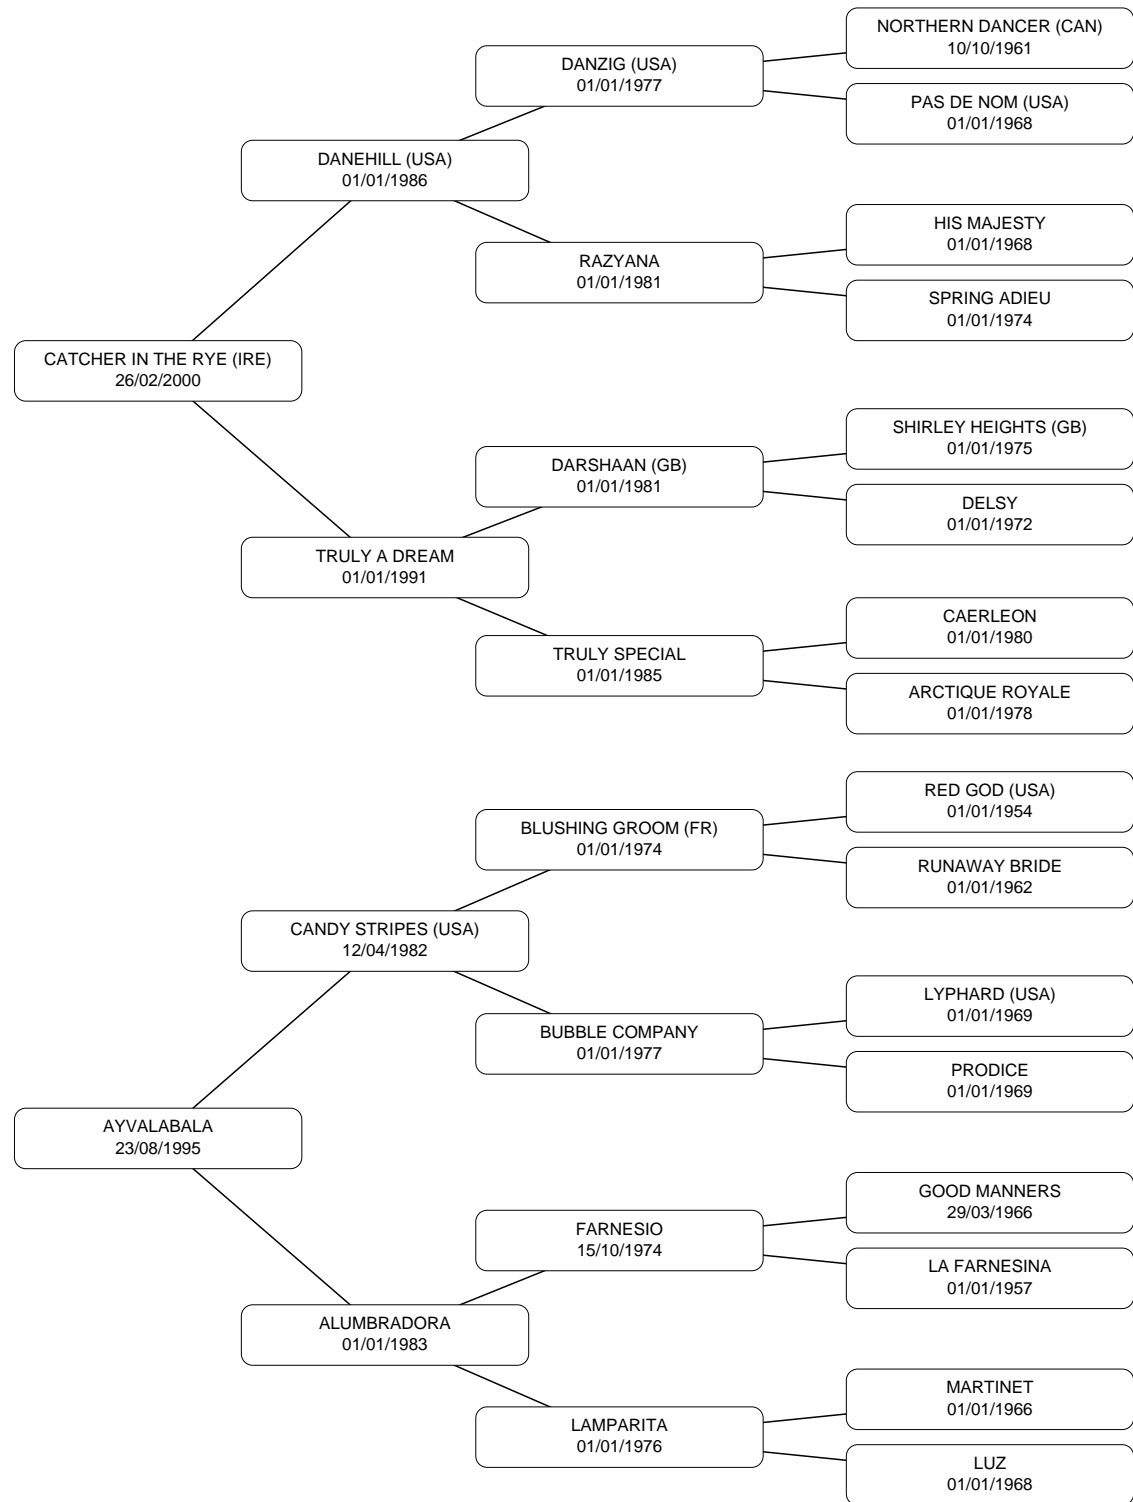 NORTHERN DANCER (CAN)
10/10/1961
DANZIG (USA)
01/01/1977
PAS DE NOM (USA)
01/01/1968
DANEHILL (USA)
01/01/1986
HIS MAJESTY
01/01/1968
RAZYANA
01/01/1981
SPRING ADIEU
01/01/1974
CATCHER IN THE RYE (IRE)
26/02/2000
SHIRLEY HEIGHTS (GB)
01/01/1975
DARSHAAN (GB)
01/01/1981
DELSY
01/01/1972
TRULY A DREAM
01/01/1991
CAERLEON
01/01/1980
TRULY SPECIAL
01/01/1985
ARCTIQUE ROYALE
01/01/1978
RED GOD (USA)
01/01/1954
BLUSHING GROOM (FR)
01/01/1974
RUNAWAY BRIDE
01/01/1962
CANDY STRIPES (USA)
12/04/1982
LYPHARD (USA)
01/01/1969
BUBBLE COMPANY
01/01/1977
PRODICE
01/01/1969
AYVALABALA
23/08/1995
GOOD MANNERS
29/03/1966
FARNESIO
15/10/1974
LA FARNESINA
01/01/1957
ALUMBRADORA
01/01/1983
MARTINET
01/01/1966
LAMPARITA
01/01/1976
LUZ
01/01/1968